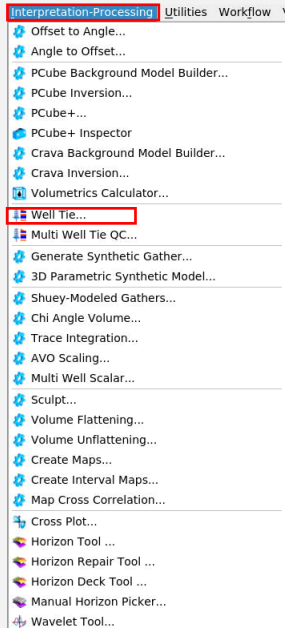 Interpretation-Processing Utilities Workflow
Offset to Angle...
Angle to Offset...
PCube Background Model Builder...
PCube Inversion...
PCube+...
PCube+ Inspector
Crava Background Model Builder...
Crava Inversion...
Volumetrics Calculator...
Well Tie...
Multi Well Tie QC...
Generate Synthetic Gather...
3D Parametric Synthetic Model...
Shuey-Modeled Gathers...
Chi Angle Volume...
Trace Integration...
AVO Scaling...
Multi Well Scalar...
Sculpt...
Volume Flattening...
Volume Unflattening...
Create Maps...
Create Interval Maps...
Map Cross Correlation...
Cross Plot...
Horizon Tool ...
Horizon Repair Tool ...
Horizon Deck Tool ...
Manual Horizon Picker...
Wavelet Tool...